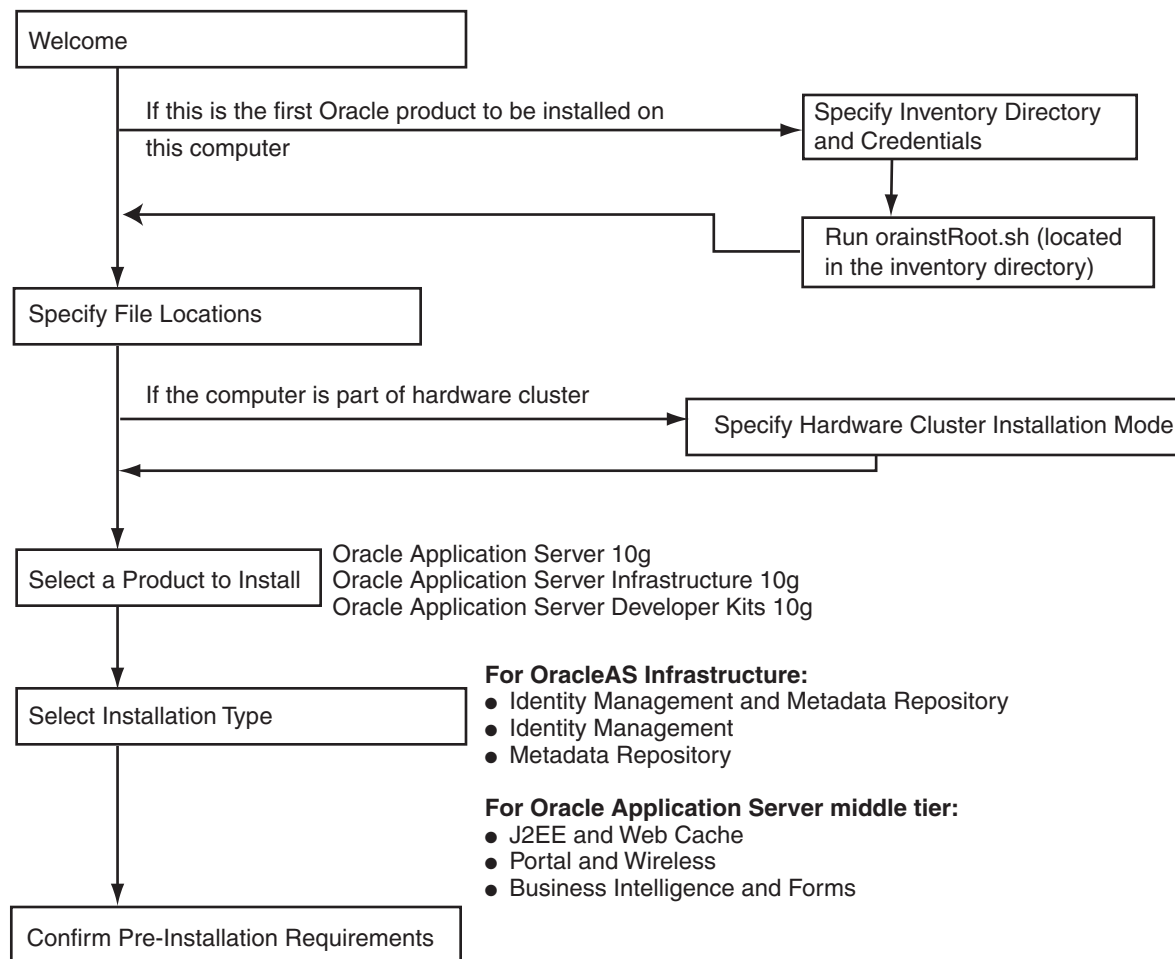 Welcome
If this is the first Oracle product to be installed on
this computer
Specify Inventory Directory
and Credentials
Run orainstRoot.sh (located
in the inventory directory)
Specify File Locations
If the computer is part of hardware cluster
Specify Hardware Cluster Installation Mode
Select a Product to Install
Oracle Application Server 10g
Oracle Application Server Infrastructure 10g
Oracle Application Server Developer Kits 10g
Select Installation Type
For OracleAS Infrastructure:
● Identity Management and Metadata Repository
● Identity Management
● Metadata Repository
For Oracle Application Server middle tier:
● J2EE and Web Cache
● Portal and Wireless
● Business Intelligence and Forms
Confirm Pre-Installation Requirements